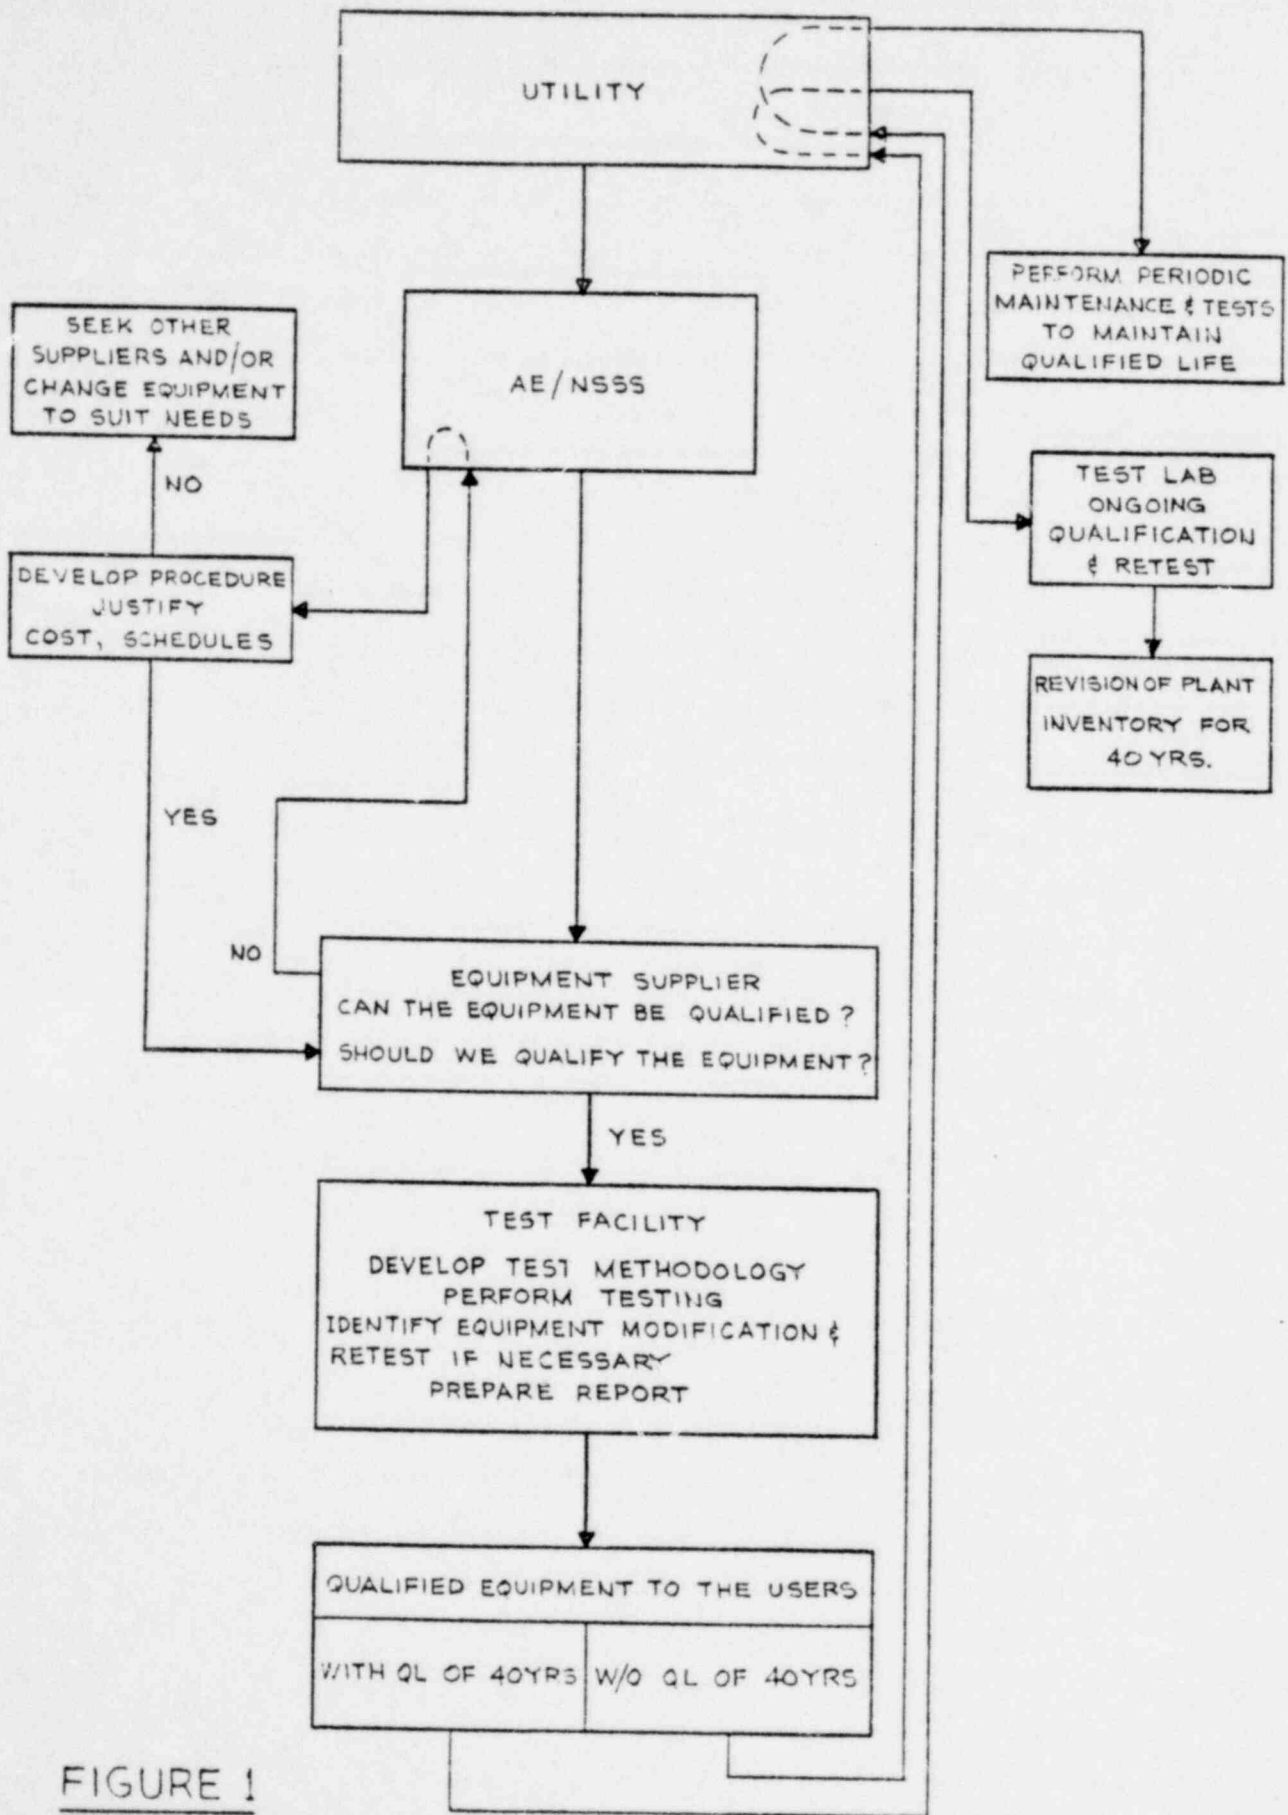 UTILITY
PERFORM PERIODIC
MAINTENANCE & TESTS
TO MAINTAIN
QUALIFIED LIFE
SEEK OTHER
SUPPLIERS AND/OR
CHANGE EQUIPMENT
TO SUIT NEEDS
AE/NSSS
NO
TEST LAB
ONGOING
QUALIFICATION
& RETEST
DEVELOP PROCEDURE
JUSTIFY
COST, SCHEDULES
REVISION OF PLANT
INVENTORY FOR
40 YRS.
YES
NO
EQUIPMENT SUPPLIER
CAN THE EQUIPMENT BE QUALIFIED?
SHOULD WE QUALIFY THE EQUIPMENT?
YES
TEST FACILITY
DEVELOP TEST METHODOLOGY
PERFORM TESTING
IDENTIFY EQUIPMENT MODIFICATION &
RETEST IF NECESSARY
PREPARE REPORT
QUALIFIED EQUIPMENT TO THE USERS
WITH QL OF 40YRS
W/O QL OF 40YRS
FIGURE 1